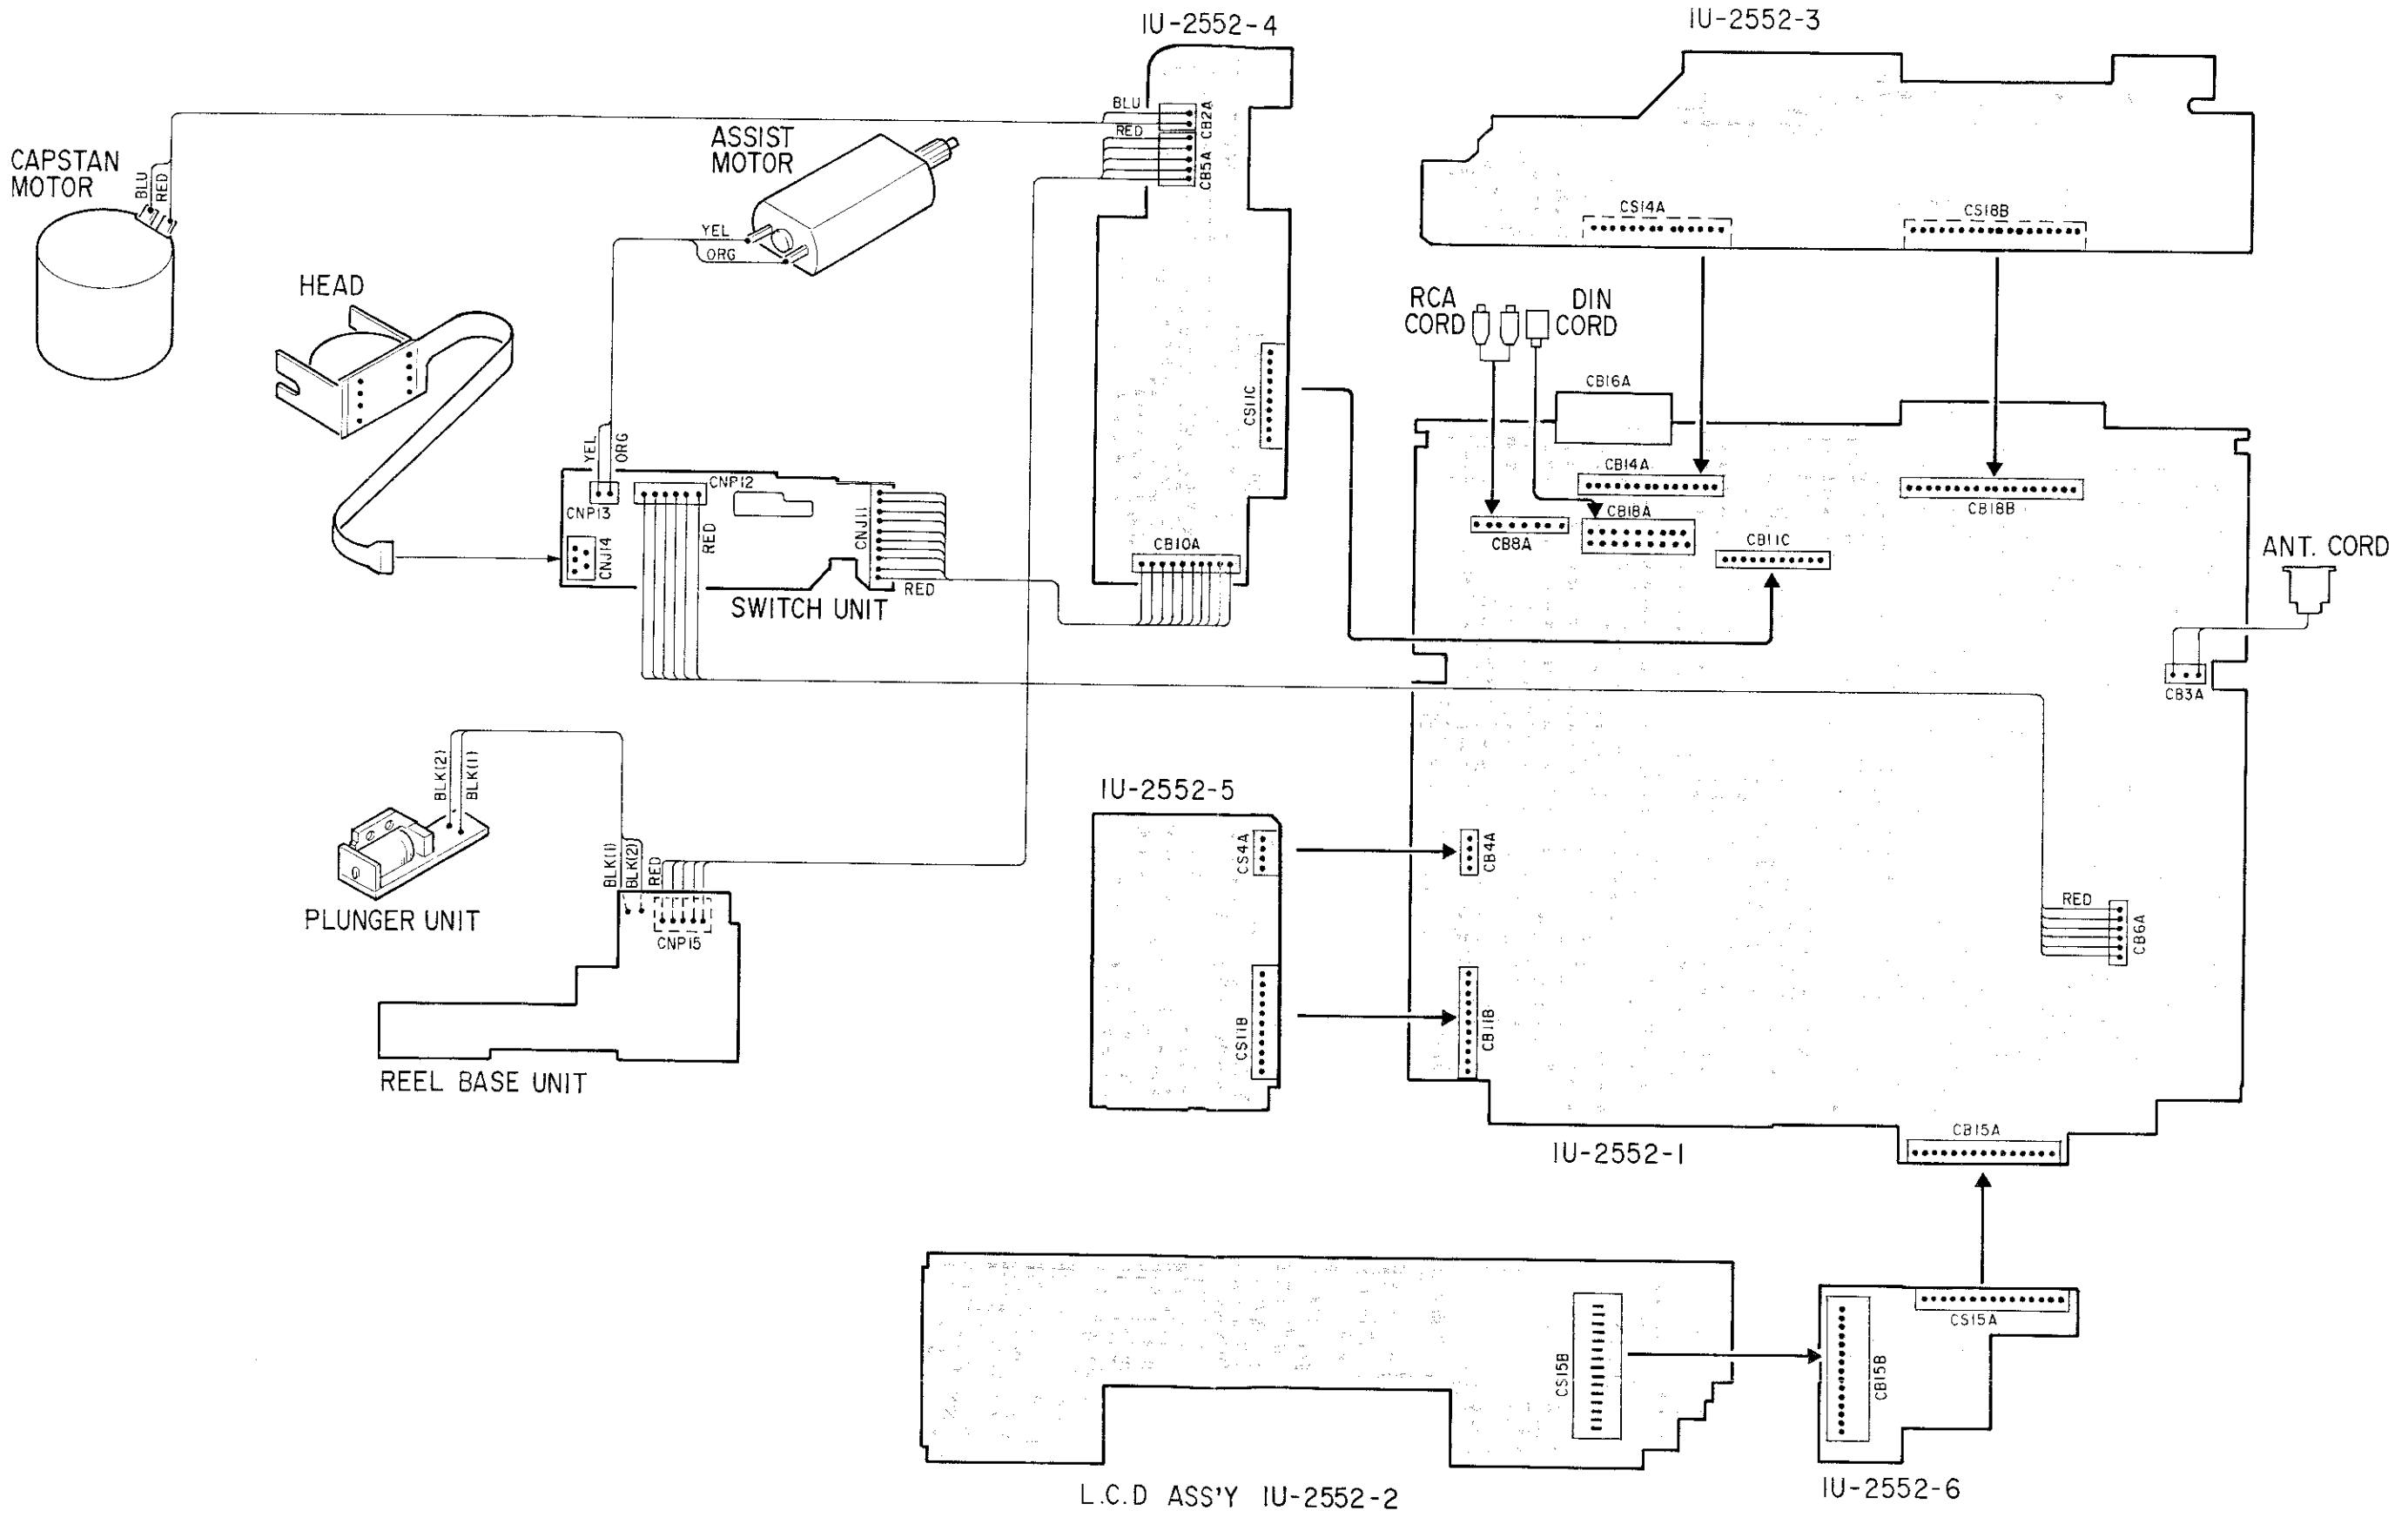 IU-2552-4
IU-2552-3
BLU
CB2A
RED
CB5A
CAPSTAN
MOTOR
BLU
RED
ASSIST
MOTOR
YEL
ORG
CS14A
CS18B
HEAD
RCA
CORD
DIN
CORD
CS11C
CB16A
YEL
ORG
CNP12
CNP13
RED
CNJ11
CNJ14
RED
SWITCH UNIT
CB10A
CB14A
CB18A
CB8A
CB11C
CB18B
ANT. CORD
CB3A
BLK(2)
BLK(1)
BLK(1)
BLK(2)
RED
CNP15
PLUNGER UNIT
REEL BASE UNIT
IU-2552-5
CS4A
CB4A
CS11B
CB11B
RED
CB6A
IU-2552-1
CB15A
CS15A
CS15B
CB15B
L.C.D ASS'Y IU-2552-2
IU-2552-6